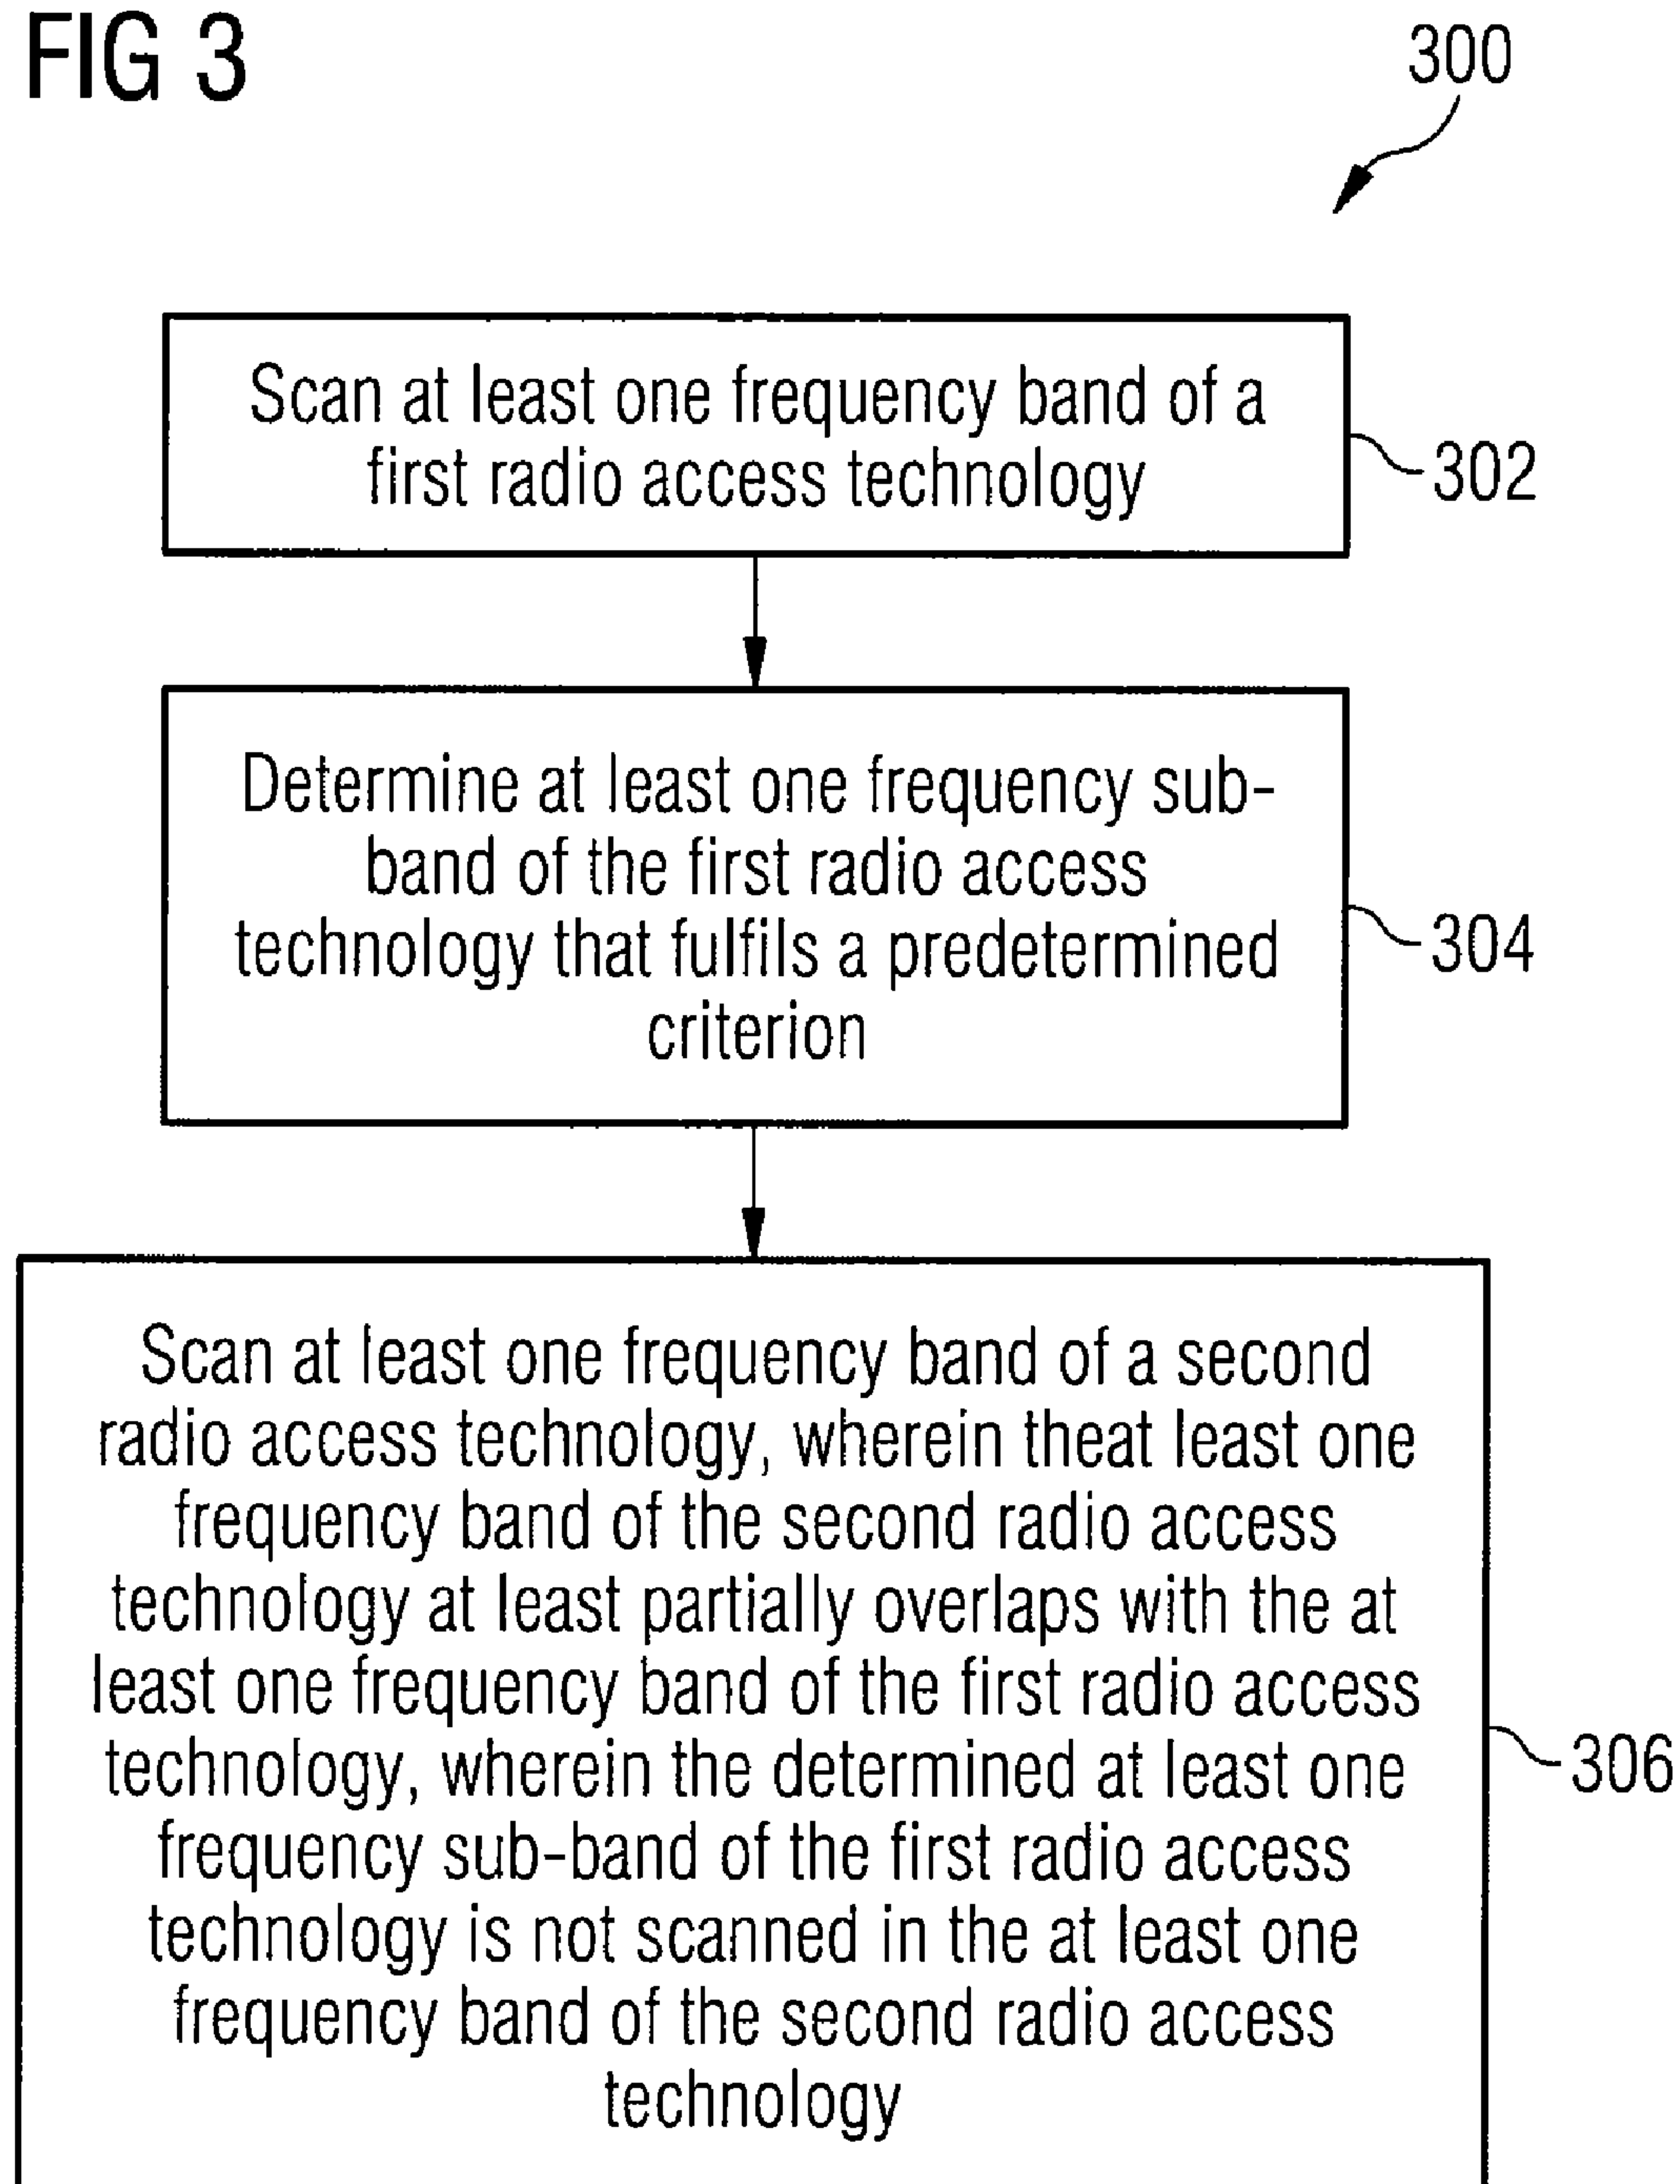 FIG 3
300
Scan at least one frequency band of a
first radio access technology
302
Determine at least one frequency sub-
band of the first radio access
technology that fulfils a predetermined
criterion
304
Scan at least one frequency band of a second
radio access technology, wherein theat least one
frequency band of the second radio access
technology at least partially overlaps with the at
least one frequency band of the first radio access
technology, wherein the determined at least one
frequency sub-band of the first radio access
technology is not scanned in the at least one
frequency band of the second radio access
technology
306